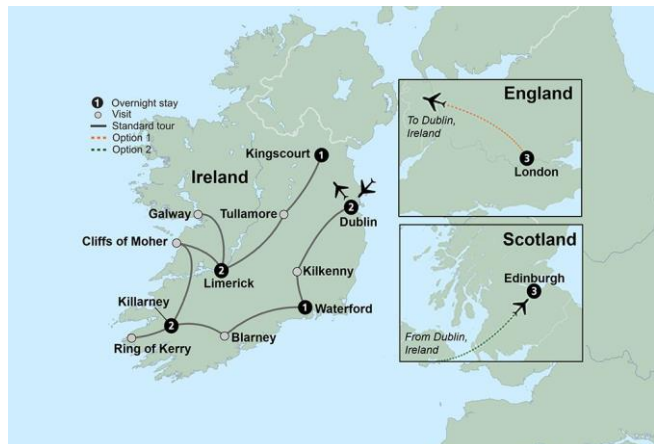 1 Overnight stay
Visit
Standard tour
Option 1
Option 2
Ireland
Kingscourt
1
Galway
Tullamore
2
Dublin
Cliffs of Moher
2
Limerick
Kilkenny
Killarney
2
1 Waterford
Blarney
Ring of Kerry
England
To Dublin,
Ireland
3
London
Scotland
Edinburgh
3
From Dublin,
Ireland